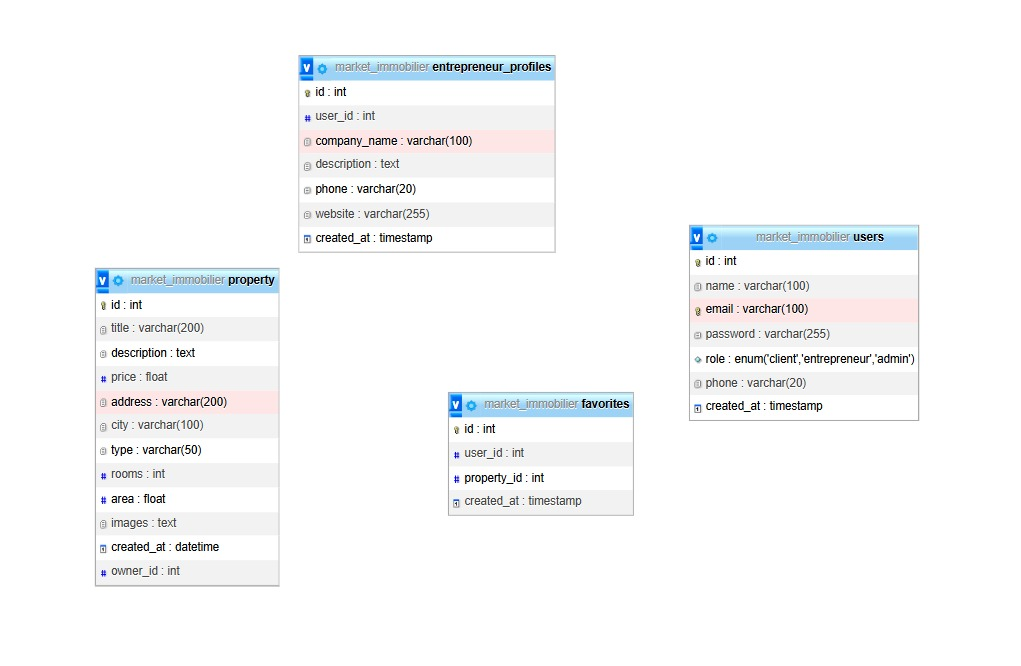 market_immobilier entrepreneur_profiles
id : int
user_id : int
company_name : varchar(100)
description : text
phone : varchar(20)
website : varchar(255)
created_at : timestamp
market_immobilier users
id : int
name : varchar(100)
email : varchar(100)
password : varchar(255)
role : enum('client','entrepreneur','admin')
phone : varchar(20)
created_at : timestamp
market_immobilier property
id : int
title : varchar(200)
description : text
price : float
address : varchar(200)
city : varchar(100)
type : varchar(50)
rooms : int
area : float
images : text
created_at : datetime
owner_id : int
market_immobilier favorites
id : int
user_id : int
property_id : int
created_at : timestamp